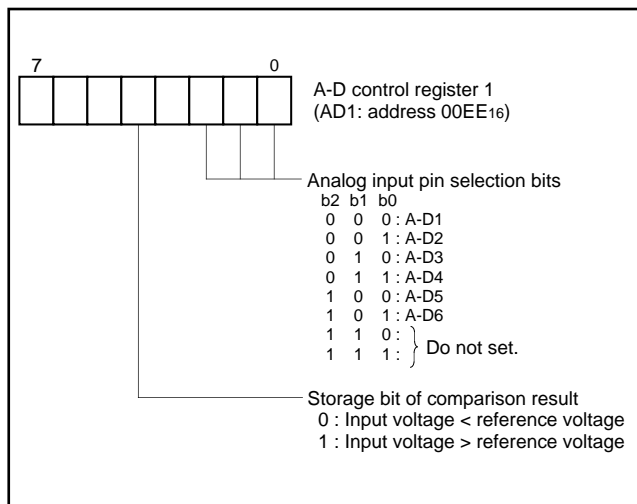 7 0
A-D control register 1
(AD1: address 00EE16)
Analog input pin selection bits
b2 b1 b0
0 0 0 : A-D1
0 0 1 : A-D2
0 1 0 : A-D3
0 1 1 : A-D4
1 0 0 : A-D5
1 0 1 : A-D6
1 1 0 :
1 1 1 :
Do not set.
Storage bit of comparison result
0 : Input voltage < reference voltage
1 : Input voltage > reference voltage